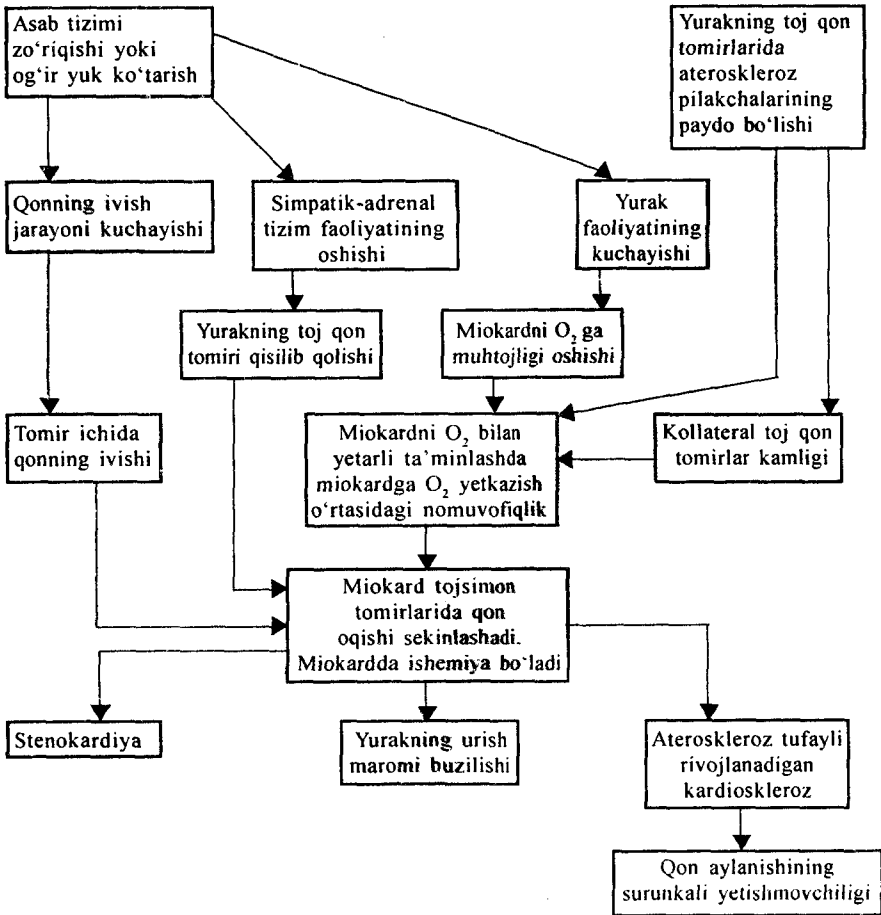 Asab tizimi
zo‘riqishi yoki
og‘ir yuk ko‘tarish
Yurakning toj qon
tomirlarida
ateroskleroz
pilakchalarining
paydo bo‘lishi
Qonning ivish
jarayoni kuchayishi
Simpatik-adrenal
tizim faoliyatining
oshishi
Yurak
faoliyatining
kuchayishi
Yurakning toj qon
tomiri qisilib qolishi
Miokardni O₂ ga
muhtojligi oshishi
Tomir ichida
qonning ivishi
Miokardni O₂ bilan
yetarli ta’minlashda
miokardga O₂ yetkazish
o‘rtasidagi nomuvofiqlik
Kollateral toj qon
tomirlar kamligi
Miokard tojsimon
tomirlarida qon
oqishi sekinlashadi.
Miokardda ishemiya bo‘ladi
Stenokardiya
Yurakning urish
maromi buzilishi
Ateroskleroz tufayli
rivojlanadigan
kardioskleroz
Qon aylanishining
surunkali yetishmovchiligi